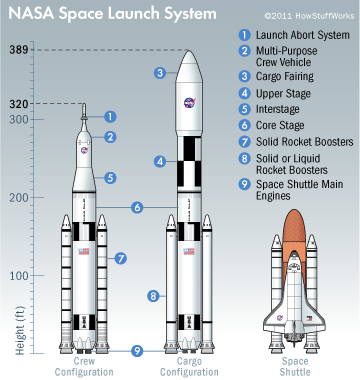 NASA Space Launch System
©2011 HowStuffWorks
389
320
300
200
100
Height (ft)
1
2
3
4
5
6
7
8
9
1 Launch Abort System
2 Multi-Purpose
Crew Vehicle
3 Cargo Fairing
4 Upper Stage
5 Interstage
6 Core Stage
7 Solid Rocket Boosters
8 Solid or Liquid
Rocket Boosters
9 Space Shuttle Main
Engines
Crew
Configuration
Cargo
Configuration
Space
Shuttle